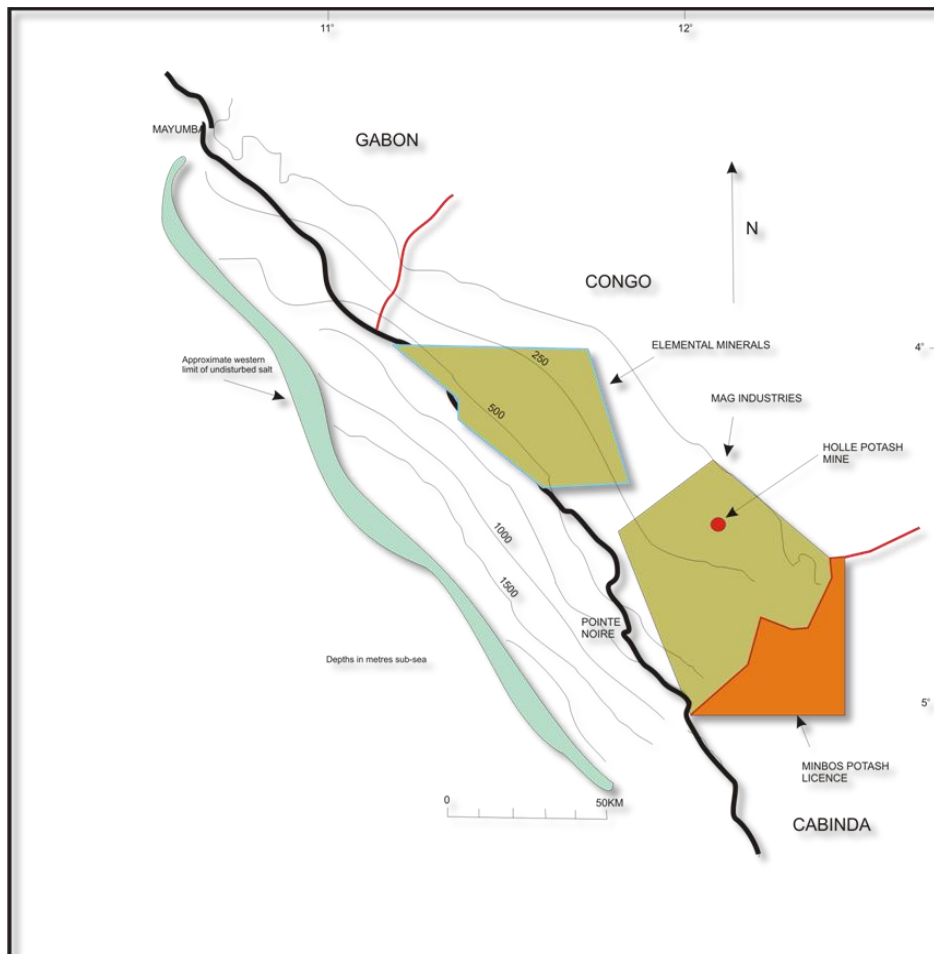 11°
12°
MAYUMBA
GABON
N
CONGO
ELEMENTAL MINERALS
4°
250
Approximate western
limit of undisturbed salt
MAG INDUSTRIES
500
HOLLE POTASH
MINE
1000
1500
POINTE
NOIRE
Depths in metres sub-sea
5°
MINBOS POTASH
LICENCE
0
50KM
CABINDA